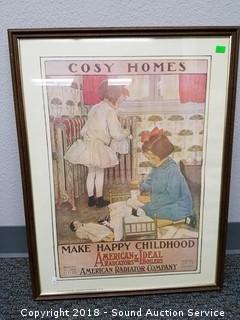 COSY HOMES
MAKE HAPPY CHILDHOOD
AMERICAN & IDEAL
RADIATORS BOILERS
AMERICAN RADIATOR COMPANY
Copyright 2018 - Sound Auction Service